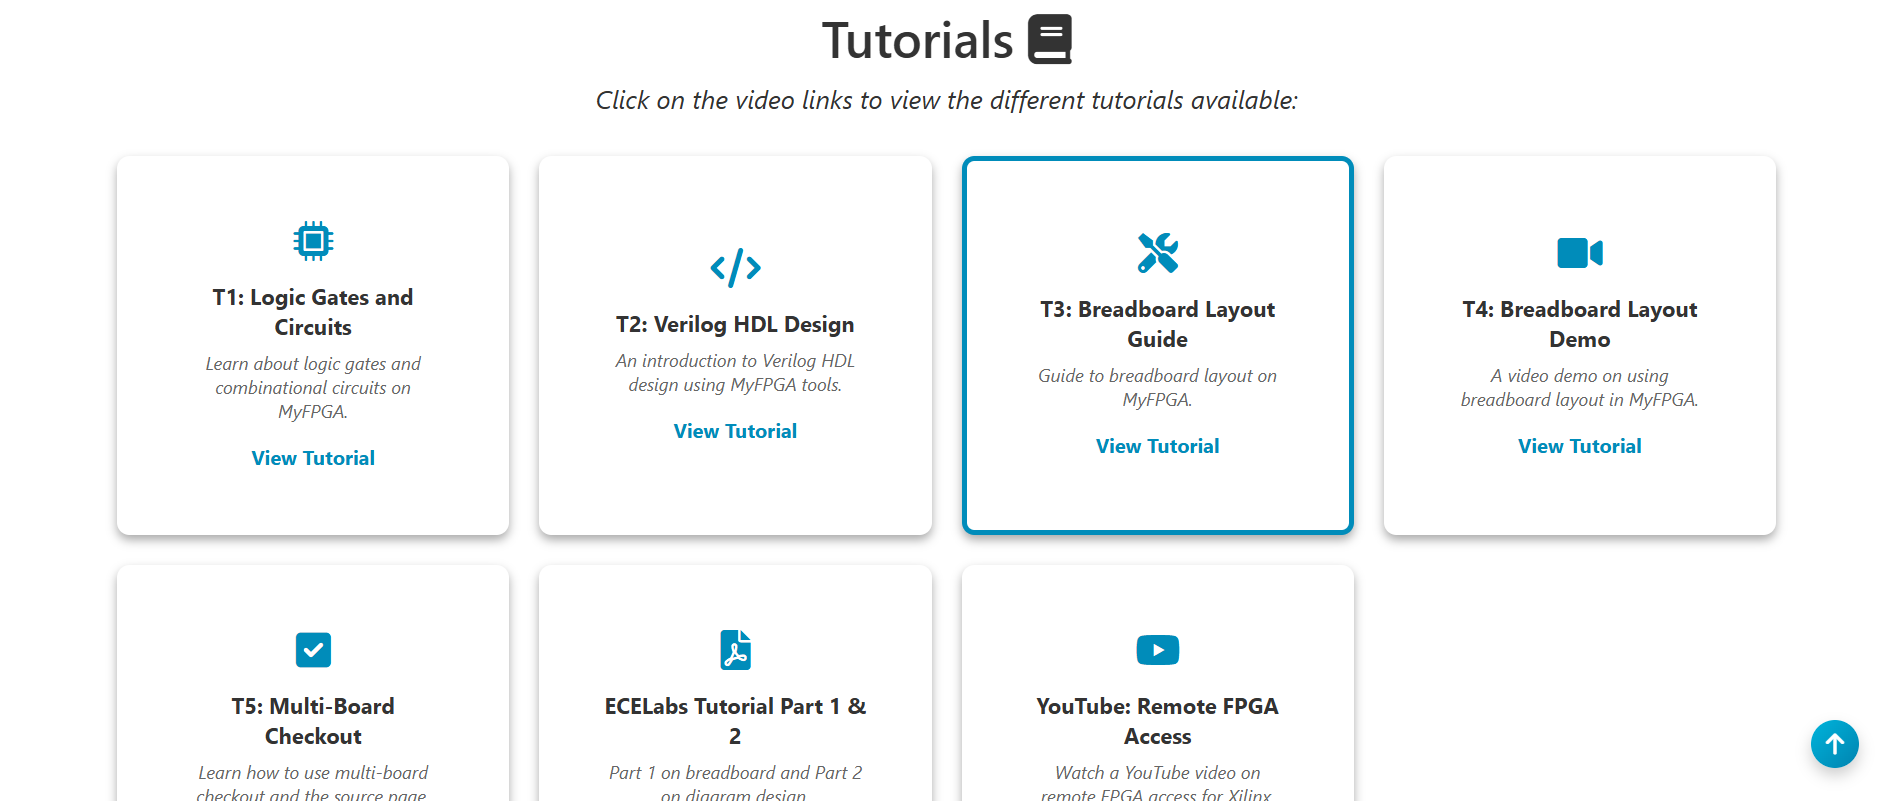 Tutorials
Click on the video links to view the different tutorials available:
T1: Logic Gates and
Circuits
Learn about logic gates and
combinational circuits on
MyFPGA.
View Tutorial
T2: Verilog HDL Design
An introduction to Verilog HDL
design using MyFPGA tools.
View Tutorial
T3: Breadboard Layout
Guide
Guide to breadboard layout on
MyFPGA.
View Tutorial
T4: Breadboard Layout
Demo
A video demo on using
breadboard layout in MyFPGA.
View Tutorial
T5: Multi-Board
Checkout
Learn how to use multi-board
checkout and the source page
ECELabs Tutorial Part 1 &
2
Part 1 on breadboard and Part 2
on diagram design
YouTube: Remote FPGA
Access
Watch a YouTube video on
remote FPGA access for Xilinx